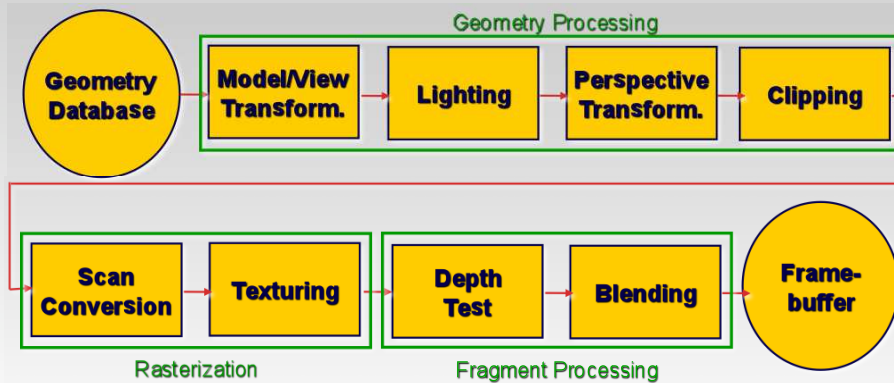 Geometry Processing
Geometry
Database
Model/View
Transform.
Lighting
Perspective
Transform.
Clipping
Scan
Conversion
Texturing
Depth
Test
Blending
Frame-
buffer
Rasterization
Fragment Processing